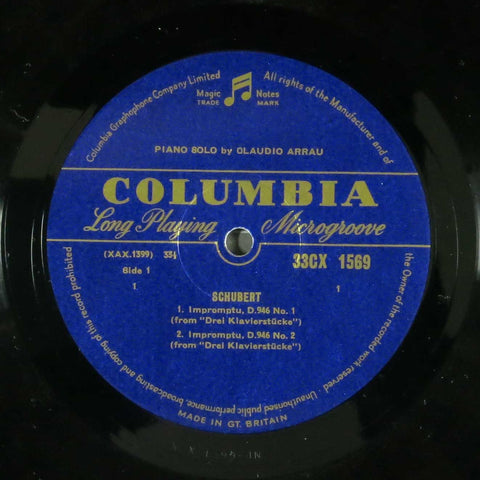 Columbia Graphophone Company Limited
All rights of the Manufacturer and of
the Owner of the recorded work reserved · Unauthorised public performance, broadcasting and copying of this record prohibited
Magic Notes
TRADE MARK
PIANO SOLO by CLAUDIO ARRAU
COLUMBIA
Long Playing Microgroove
(XAX.1399) 33⅓
33CX 1569
Side 1
1 1
SCHUBERT
1. Impromptu, D.946 No. 1
(from "Drei Klavierstücke")
2. Impromptu, D.946 No. 2
(from "Drei Klavierstücke")
MADE IN GT. BRITAIN